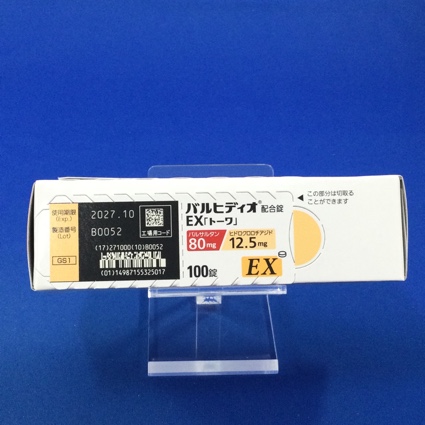 使用期限
(Exp.)
2027.10
製造番号
(Lot)
B0052
工場用コード
GS1
(17)271000(10)B0052
(01)14987155325017
バルヒディオ®配合錠
EX「トーワ」
バルサルタン
80mg
ヒドロクロロチアジド
12.5mg
100錠
EX
この部分は切取る
ことができます